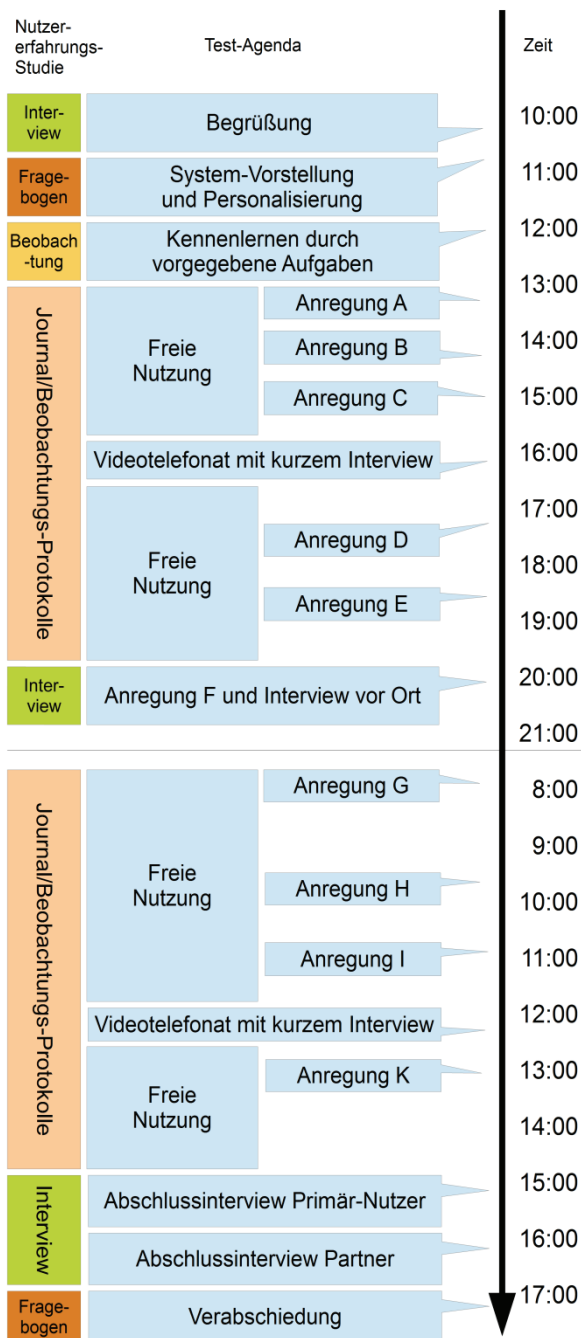 Nutzer-
erfahrungs-
Studie
Test-Agenda
Zeit
Inter-
view
Begrüßung
10:00
Frage-
bogen
System-Vorstellung
und Personalisierung
11:00
Beobach
-tung
Kennenlernen durch
vorgegebene Aufgaben
12:00
13:00
Journal/Beobachtungs-Protokolle
Freie
Nutzung
Anregung A
Anregung B
14:00
Anregung C
15:00
Videotelefonat mit kurzem Interview
16:00
17:00
Freie
Nutzung
Anregung D
18:00
Anregung E
19:00
Inter-
view
Anregung F und Interview vor Ort
20:00
21:00
Journal/Beobachtungs-Protokolle
Freie
Nutzung
Anregung G
8:00
9:00
Anregung H
10:00
Anregung I
11:00
Videotelefonat mit kurzem Interview
12:00
Freie
Nutzung
Anregung K
13:00
14:00
Interview
Abschlussinterview Primär-Nutzer
15:00
Abschlussinterview Partner
16:00
Frage-
bogen
Verabschiedung
17:00